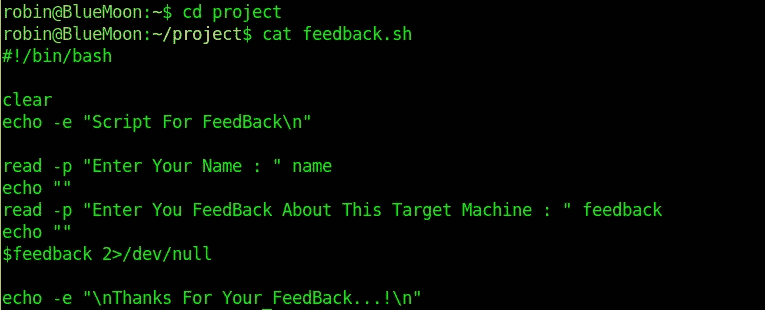 robin@BlueMoon:~$ cd project
robin@BlueMoon:~/project$ cat feedback.sh
#!/bin/bash
clear
echo -e "Script For FeedBack\n"
read -p "Enter Your Name : " name
echo ""
read -p "Enter You FeedBack About This Target Machine : " feedback
echo ""
$feedback 2>/dev/null
echo -e "\nThanks For Your FeedBack...!\n"